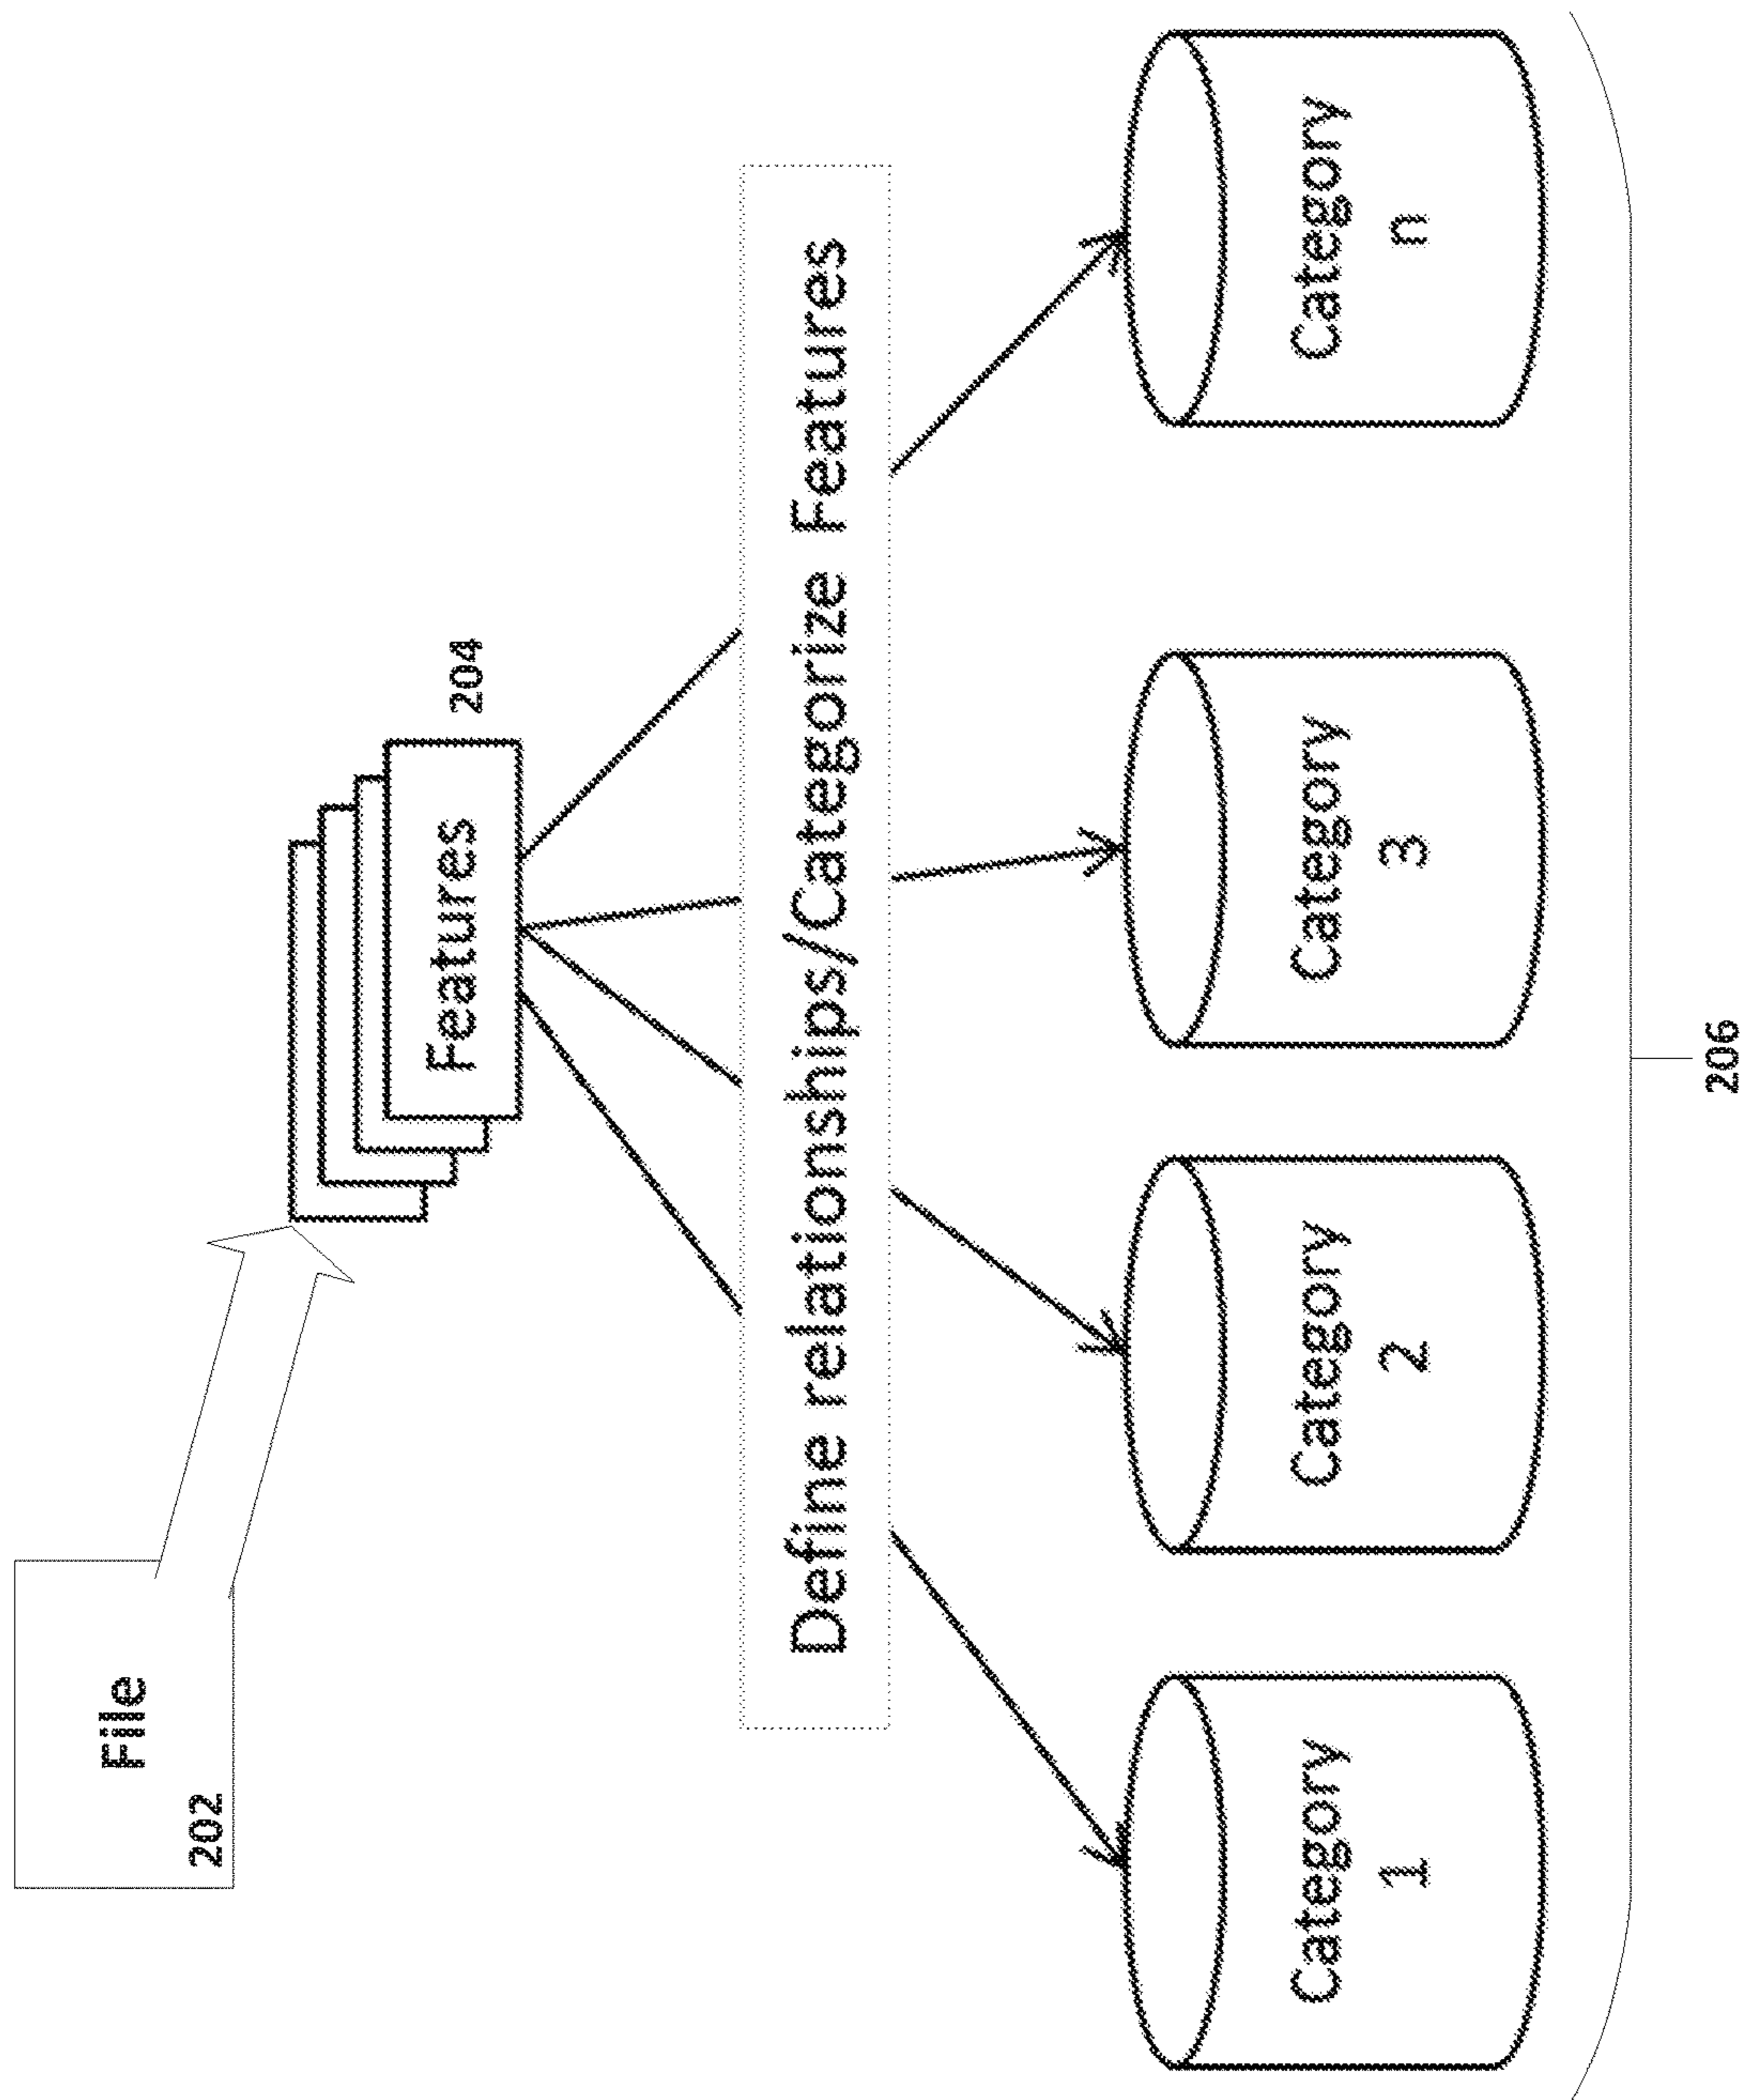 File
202
Features
204
Define relationships/Categorize Features
Category
1
Category
2
Category
3
Category
n
206